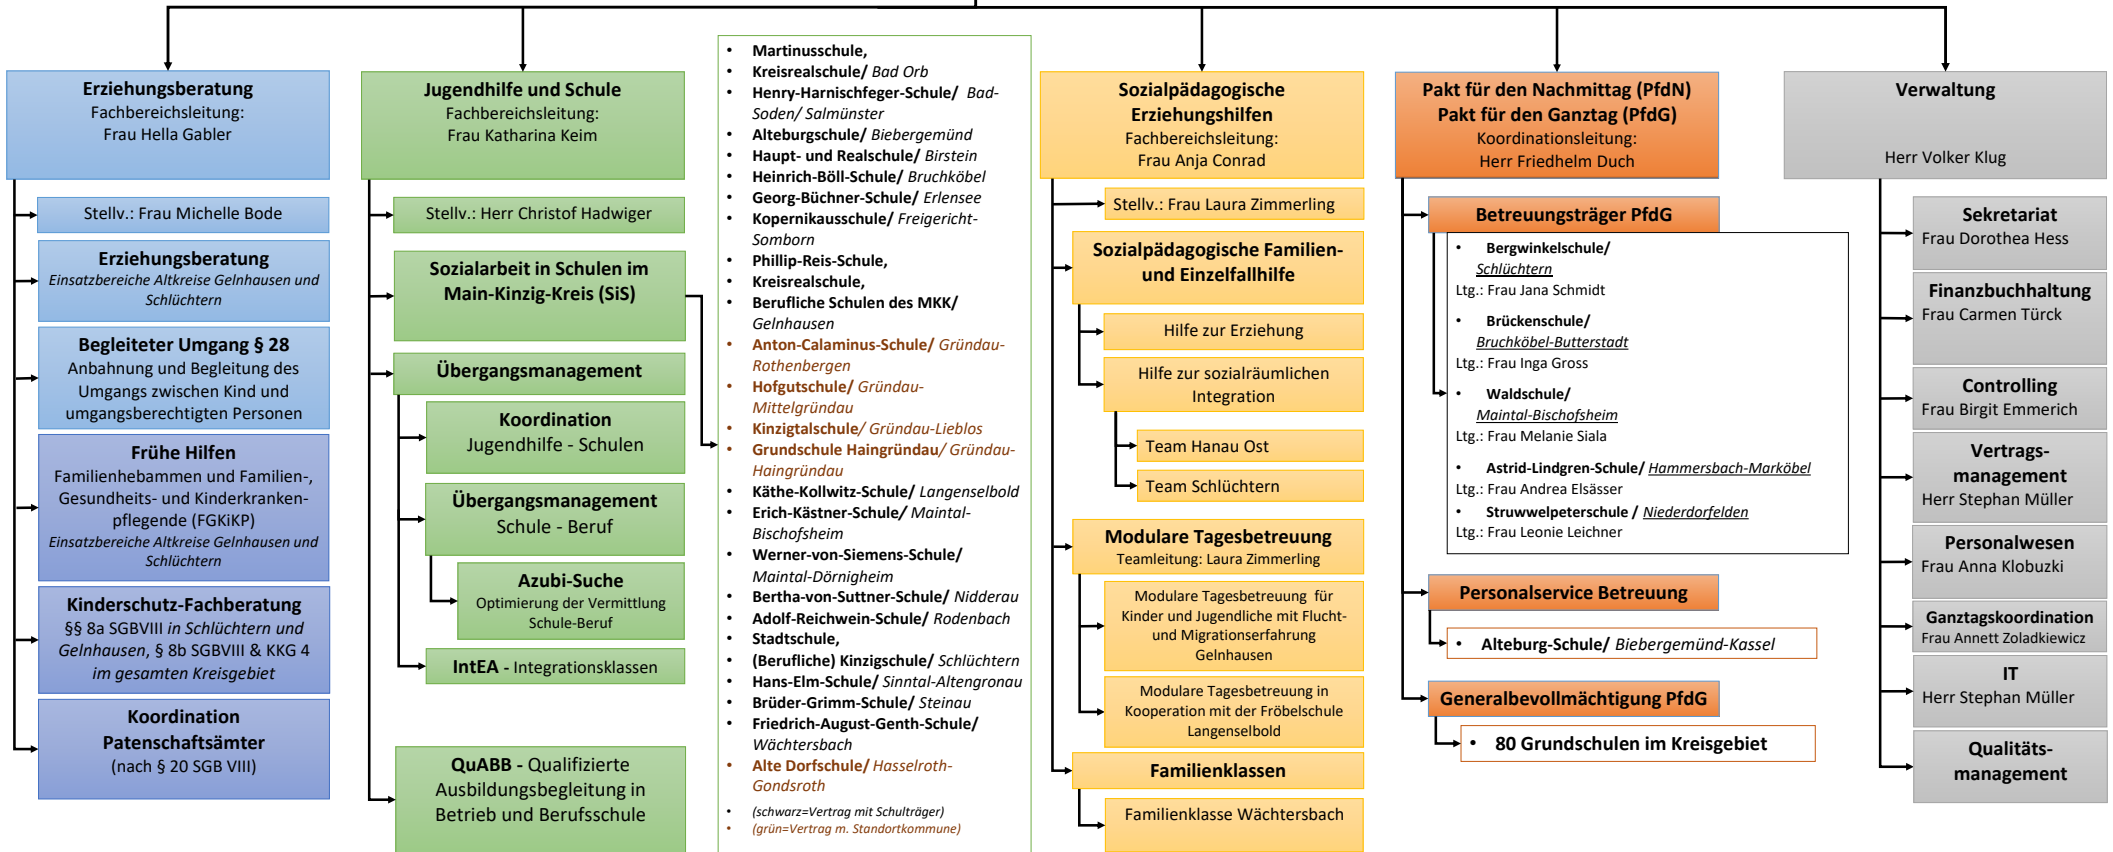 Erziehungsberatung
Fachbereichsleitung:
Frau Hella Gabler
Stellv.: Frau Michelle Bode
Erziehungsberatung
Einsatzbereiche Altkreise Gelnhausen und
Schlüchtern
Begleiteter Umgang § 28
Anbahnung und Begleitung des
Umgangs zwischen Kind und
umgangsberechtigten Personen
Frühe Hilfen
Familienhebammen und Familien-,
Gesundheits- und Kinderkranken-
pflegende (FGKiKP)
Einsatzbereiche Altkreise Gelnhausen und
Schlüchtern
Kinderschutz-Fachberatung
§§ 8a SGBVIII in Schlüchtern und
Gelnhausen, § 8b SGBVIII & KKG 4
im gesamten Kreisgebiet
Koordination
Patenschaftsämter
(nach § 20 SGB VIII)
Jugendhilfe und Schule
Fachbereichsleitung:
Frau Katharina Keim
Stellv.: Herr Christof Hadwiger
Sozialarbeit in Schulen im
Main-Kinzig-Kreis (SiS)
Übergangsmanagement
Koordination
Jugendhilfe - Schulen
Übergangsmanagement
Schule - Beruf
Azubi-Suche
Optimierung der Vermittlung
Schule-Beruf
IntEA - Integrationsklassen
QuABB - Qualifizierte
Ausbildungsbegleitung in
Betrieb und Berufsschule
• Martinusschule,
• Kreisrealschule/ Bad Orb
• Henry-Harnischfeger-Schule/ Bad-
Soden/ Salmünster
• Alteburgschule/ Biebergemünd
• Haupt- und Realschule/ Birstein
• Heinrich-Böll-Schule/ Bruchköbel
• Georg-Büchner-Schule/ Erlensee
• Kopernikausschule/ Freigericht-
Somborn
• Phillip-Reis-Schule,
• Kreisrealschule,
• Berufliche Schulen des MKK/
Gelnhausen
• Anton-Calaminus-Schule/ Gründau-
Rothenbergen
• Hofgutschule/ Gründau-
Mittelgründau
• Kinzigtalschule/ Gründau-Lieblos
• Grundschule Haingründau/ Gründau-
Haingründau
• Käthe-Kollwitz-Schule/ Langenselbold
• Erich-Kästner-Schule/ Maintal-
Bischofsheim
• Werner-von-Siemens-Schule/
Maintal-Dörnigheim
• Bertha-von-Suttner-Schule/ Nidderau
• Adolf-Reichwein-Schule/ Rodenbach
• Stadtschule,
• (Berufliche) Kinzigschule/ Schlüchtern
• Hans-Elm-Schule/ Sinntal-Altengronau
• Brüder-Grimm-Schule/ Steinau
• Friedrich-August-Genth-Schule/
Wächtersbach
• Alte Dorfschule/ Hasselroth-
Gondsroth
• (schwarz=Vertrag mit Schulträger)
• (grün=Vertrag m. Standortkommune)
Sozialpädagogische
Erziehungshilfen
Fachbereichsleitung:
Frau Anja Conrad
Stellv.: Frau Laura Zimmerling
Sozialpädagogische Familien-
und Einzelfallhilfe
Hilfe zur Erziehung
Hilfe zur sozialräumlichen
Integration
Team Hanau Ost
Team Schlüchtern
Modulare Tagesbetreuung
Teamleitung: Laura Zimmerling
Modulare Tagesbetreuung für
Kinder und Jugendliche mit Flucht-
und Migrationserfahrung
Gelnhausen
Modulare Tagesbetreuung in
Kooperation mit der Fröbelschule
Langenselbold
Familienklassen
Familienklasse Wächtersbach
Pakt für den Nachmittag (PfdN)
Pakt für den Ganztag (PfdG)
Koordinationsleitung:
Herr Friedhelm Duch
Betreuungsträger PfdG
• Bergwinkelschule/
Schlüchtern
Ltg.: Frau Jana Schmidt
• Brückenschule/
Bruchköbel-Butterstadt
Ltg.: Frau Inga Gross
• Waldschule/
Maintal-Bischofsheim
Ltg.: Frau Melanie Siala
• Astrid-Lindgren-Schule/ Hammersbach-Marköbel
Ltg.: Frau Andrea Elsässer
• Struwwelpeterschule / Niederdorfelden
Ltg.: Frau Leonie Leichner
Personalservice Betreuung
• Alteburg-Schule/ Biebergemünd-Kassel
Generalbevollmächtigung PfdG
• 80 Grundschulen im Kreisgebiet
Verwaltung
Herr Volker Klug
Sekretariat
Frau Dorothea Hess
Finanzbuchhaltung
Frau Carmen Türck
Controlling
Frau Birgit Emmerich
Vertrags-
management
Herr Stephan Müller
Personalwesen
Frau Anna Klobuzki
Ganztagskoordination
Frau Annett Zoladkiewicz
IT
Herr Stephan Müller
Qualitäts-
management